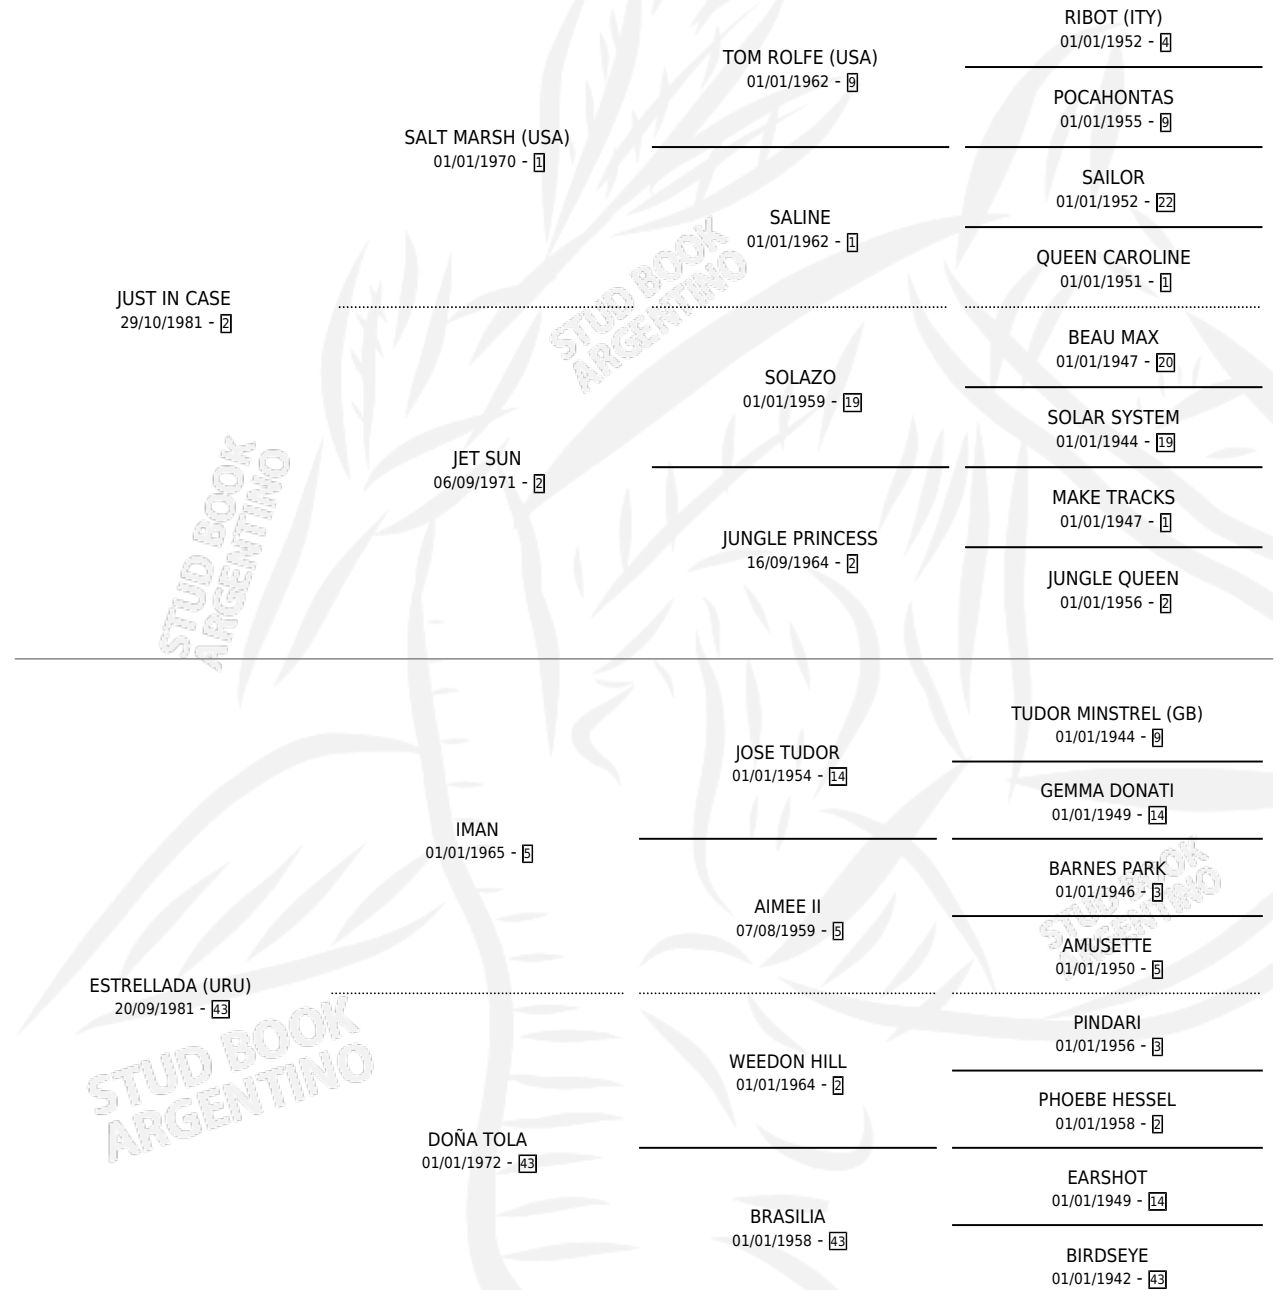 RIBOT (ITY)
01/01/1952 - 4
TOM ROLFE (USA)
01/01/1962 - 9
POCAHONTAS
01/01/1955 - 9
SALT MARSH (USA)
01/01/1970 - 1
SAILOR
01/01/1952 - 22
SALINE
01/01/1962 - 1
QUEEN CAROLINE
01/01/1951 - 1
JUST IN CASE
29/10/1981 - 2
BEAU MAX
01/01/1947 - 20
SOLAZO
01/01/1959 - 19
SOLAR SYSTEM
01/01/1944 - 19
JET SUN
06/09/1971 - 2
MAKE TRACKS
01/01/1947 - 1
JUNGLE PRINCESS
16/09/1964 - 2
JUNGLE QUEEN
01/01/1956 - 2
TUDOR MINSTREL (GB)
01/01/1944 - 9
JOSE TUDOR
01/01/1954 - 14
GEMMA DONATI
01/01/1949 - 14
IMAN
01/01/1965 - 5
BARNES PARK
01/01/1946 - 3
AIMEE II
07/08/1959 - 5
AMUSETTE
01/01/1950 - 5
ESTRELLADA (URU)
20/09/1981 - 43
PINDARI
01/01/1956 - 3
WEEDON HILL
01/01/1964 - 2
PHOEBE HESSEL
01/01/1958 - 2
DOÑA TOLA
01/01/1972 - 43
EARSHOT
01/01/1949 - 14
BRASILIA
01/01/1958 - 43
BIRDSEYE
01/01/1942 - 43
STUD BOOK
ARGENTINO
STUD BOOK
ARGENTINO
STUD BOOK
ARGENTINO
STUD BOOK
ARGENTINO